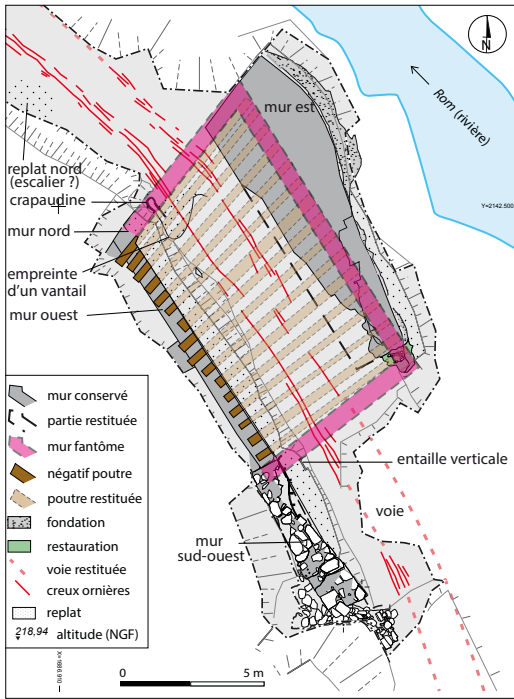 N
mur est
Rom (rivière)
replat nord
(escalier ?)
crapaudine
Y=2142.500
mur nord
empreinte
d'un vantail
mur ouest
mur conservé
partie restituée
mur fantôme
négatif poutre
poutre restituée
fondation
restauration
voie restituée
creux ornières
replat
218,94 altitude (NGF)
entaille verticale
voie
mur
sud-ouest
0 5 m